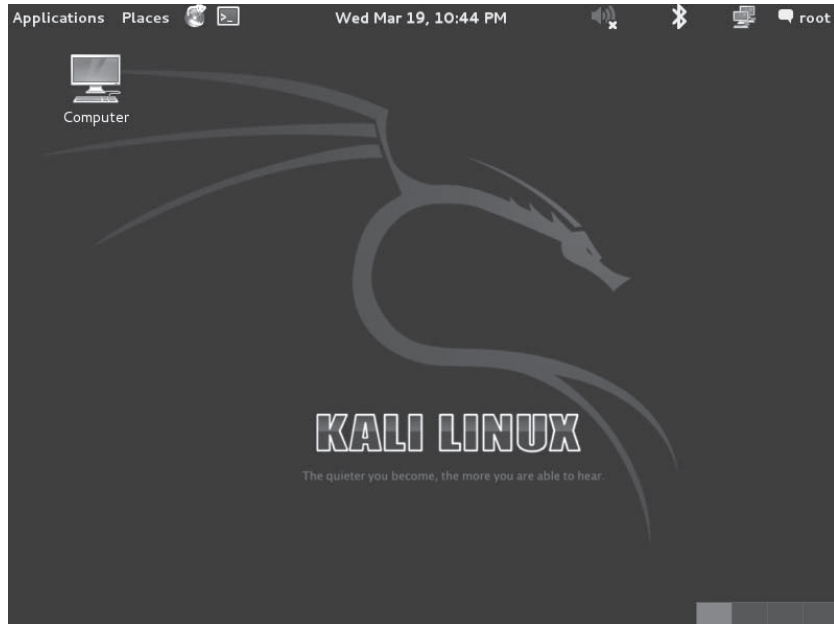 Applications Places Wed Mar 19, 10:44 PM root
Computer
KALI LINUX
The quieter you become, the more you are able to hear.